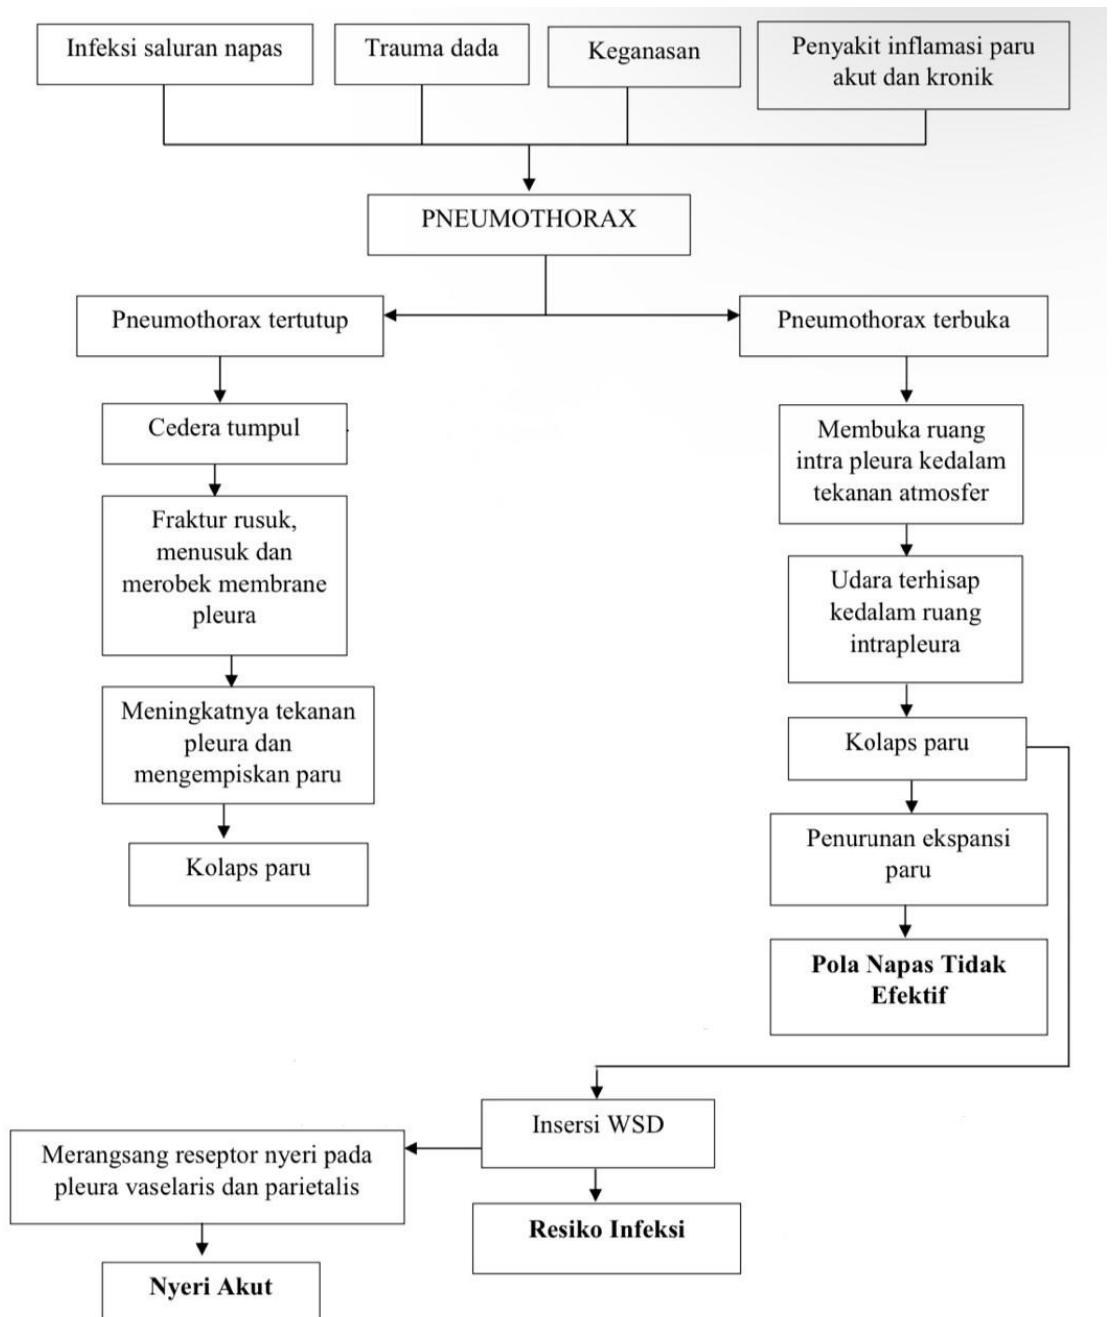 Infeksi saluran napas
Trauma dada
Keganasan
Penyakit inflamasi paru
akut dan kronik
PNEUMOTHORAX
Pneumothorax tertutup
Pneumothorax terbuka
Cedera tumpul
Fraktur rusuk,
menusuk dan
merobek membrane
pleura
Meningkatnya tekanan
pleura dan
mengempiskan paru
Kolaps paru
Membuka ruang
intra pleura kedalam
tekanan atmosfer
Udara terhisap
kedalam ruang
intrapleura
Kolaps paru
Penurunan ekspansi
paru
Pola Napas Tidak
Efektif
Insersi WSD
Merangsang reseptor nyeri pada
pleura vaselaris dan parietalis
Resiko Infeksi
Nyeri Akut